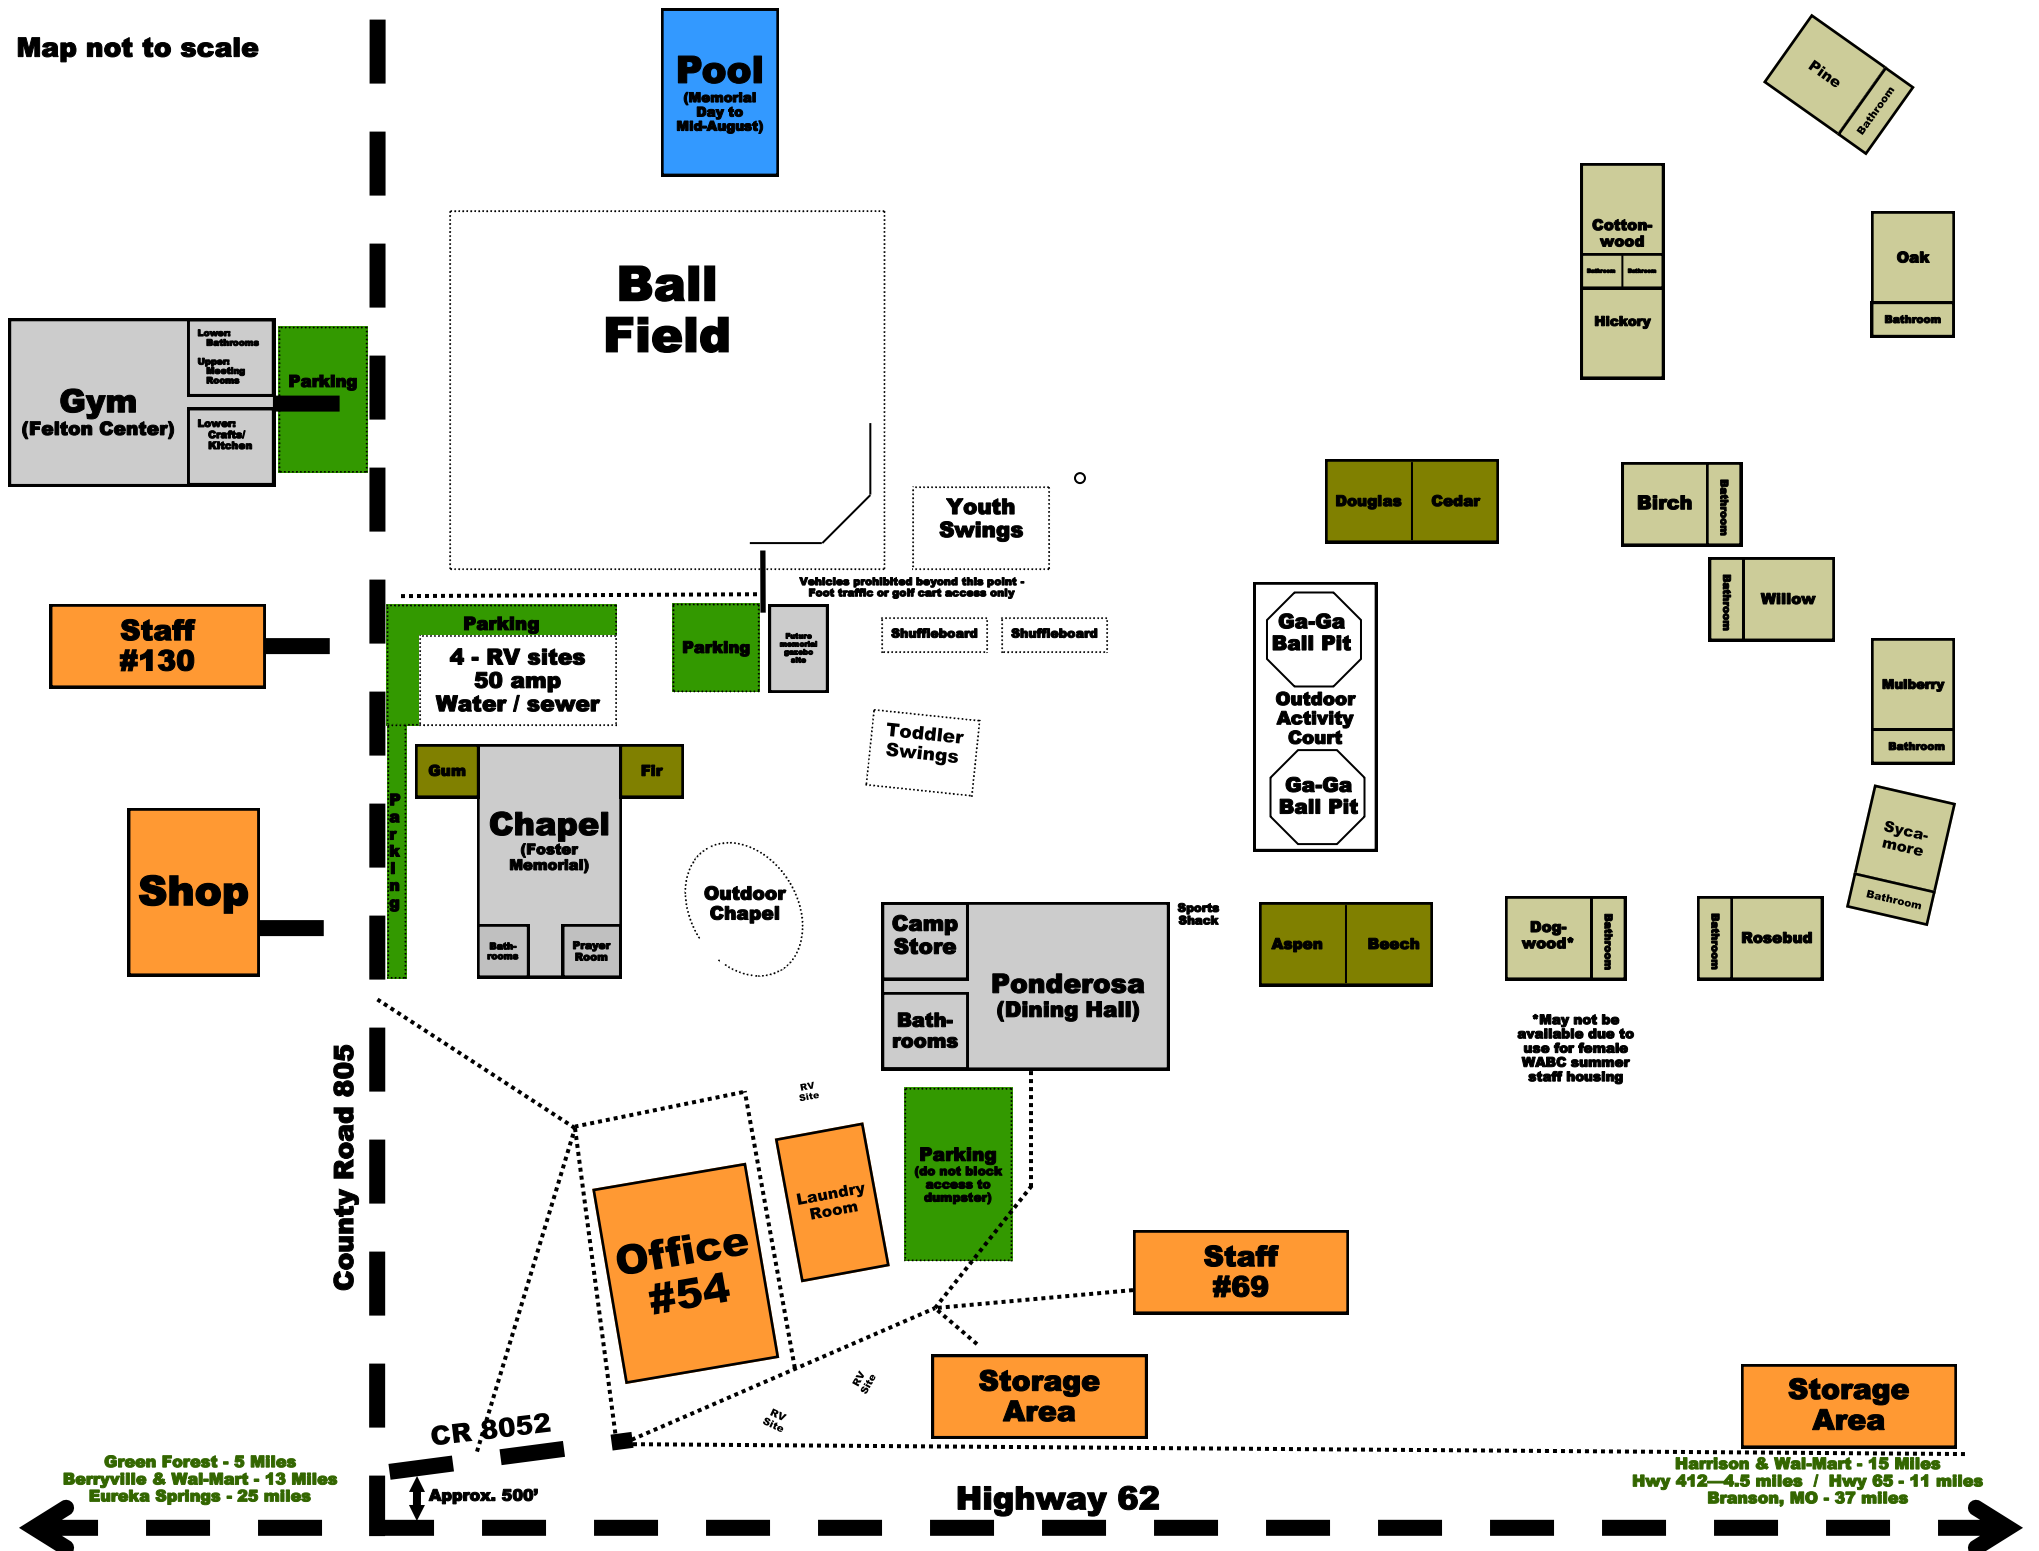 Map not to scale
Pool
(Memorial
Day to
Mid-August)
Pine
Bathroom
Cotton-
wood
Bathroom
Bathroom
Hickory
Oak
Bathroom
Ball
Field
Gym
(Felton Center)
Lower:
Bathrooms
Upper:
Meeting
Rooms
Lower:
Crafts/
Kitchen
Parking
Youth
Swings
Douglas
Cedar
Birch
Bathroom
Bathroom
Willow
Vehicles prohibited beyond this point -
Foot traffic or golf cart access only
Staff
#130
Parking
4 - RV sites
50 amp
Water / sewer
Parking
Future
memorial
gazebo
site
Shuffleboard
Shuffleboard
Ga-Ga
Ball Pit
Outdoor
Activity
Court
Ga-Ga
Ball Pit
Mulberry
Bathroom
Toddler
Swings
Gum
Fir
Chapel
(Foster
Memorial)
Bath-
rooms
Prayer
Room
Parking
Shop
Outdoor
Chapel
Syca-
more
Bathroom
Camp
Store
Bath-
rooms
Ponderosa
(Dining Hall)
Sports
Shack
Aspen
Beech
Dog-
wood*
Bathroom
Bathroom
Rosebud
*May not be
available due to
use for female
WABC summer
staff housing
County Road 805
RV
Site
Laundry
Room
Parking
(do not block
access to
dumpster)
Office
#54
Staff
#69
Storage
Area
Storage
Area
RV
Site
RV
Site
CR 8052
Green Forest - 5 Miles
Berryville & Wal-Mart - 13 Miles
Eureka Springs - 25 miles
Approx. 500’
Highway 62
Harrison & Wal-Mart - 15 Miles
Hwy 412—4.5 miles / Hwy 65 - 11 miles
Branson, MO - 37 miles